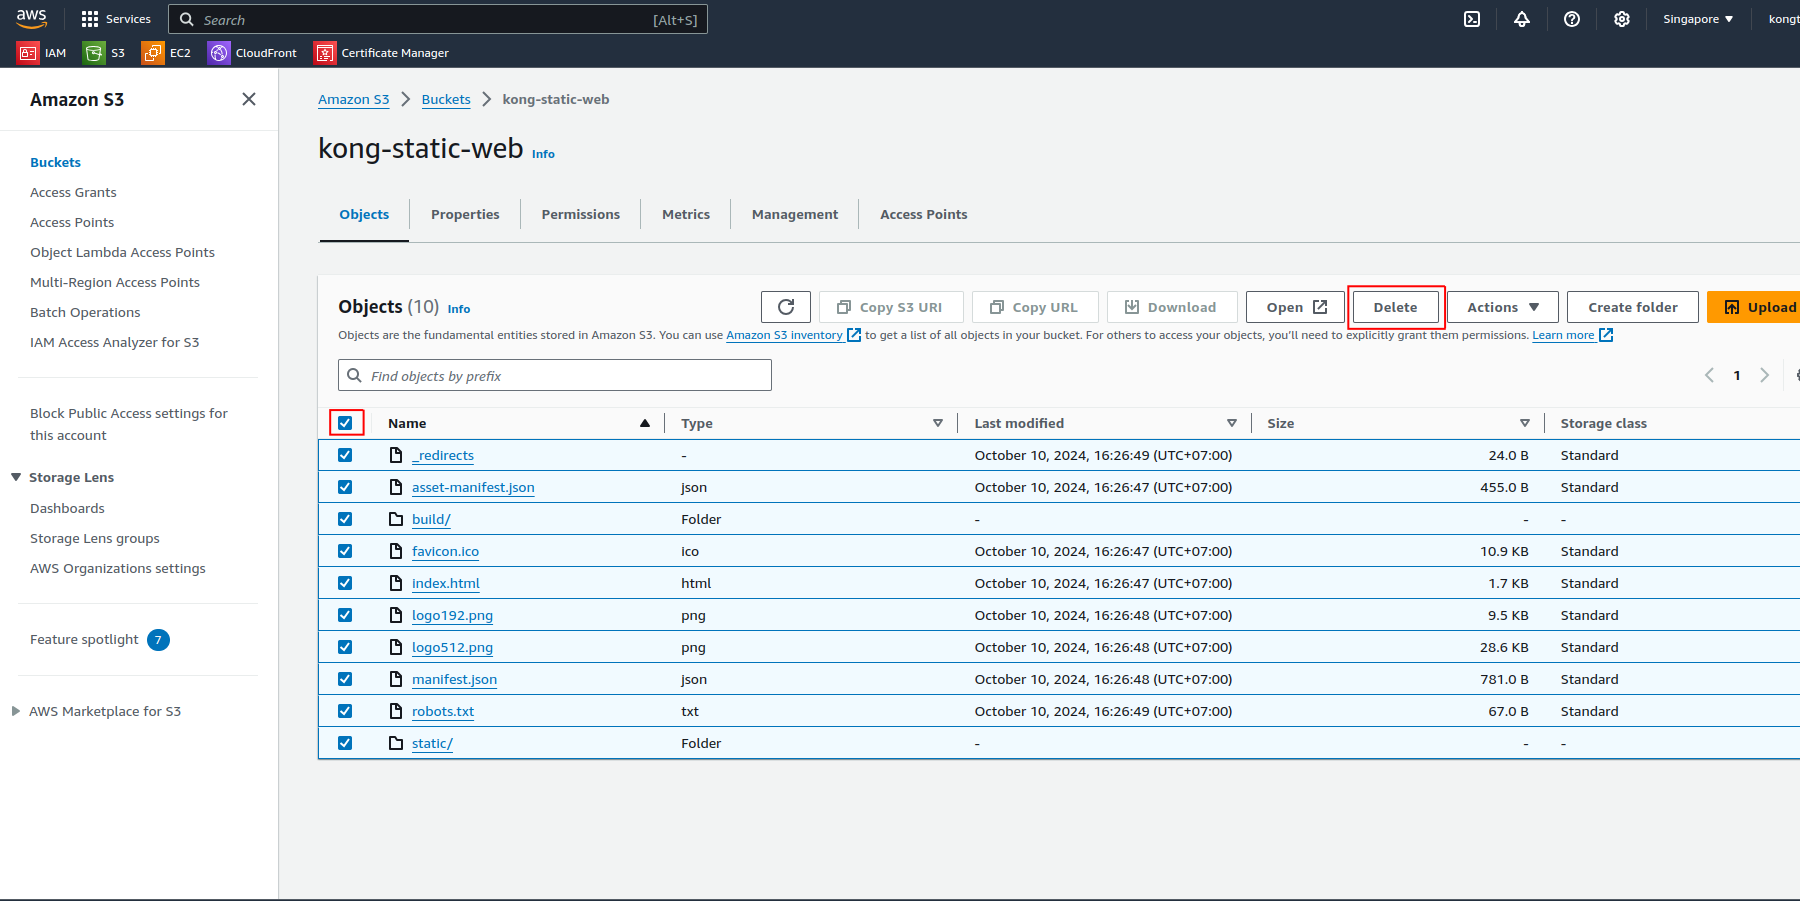 aws Services Search [Alt+S] Singapore kongt
IAM S3 EC2 CloudFront Certificate Manager
Amazon S3
Buckets
Access Grants
Access Points
Object Lambda Access Points
Multi-Region Access Points
Batch Operations
IAM Access Analyzer for S3
Block Public Access settings for
this account
Storage Lens
Dashboards
Storage Lens groups
AWS Organizations settings
Feature spotlight 7
AWS Marketplace for S3
Amazon S3 Buckets kong-static-web
kong-static-web Info
Objects Properties Permissions Metrics Management Access Points
Objects (10) Info Copy S3 URI Copy URL Download Open Delete Actions Create folder Upload
Objects are the fundamental entities stored in Amazon S3. You can use Amazon S3 inventory to get a list of all objects in your bucket. For others to access your objects, you'll need to explicitly grant them permissions. Learn more
Find objects by prefix 1
Name Type Last modified Size Storage class
_redirects - October 10, 2024, 16:26:49 (UTC+07:00) 24.0 B Standard
asset-manifest.json json October 10, 2024, 16:26:47 (UTC+07:00) 455.0 B Standard
build/ Folder - - -
favicon.ico ico October 10, 2024, 16:26:47 (UTC+07:00) 10.9 KB Standard
index.html html October 10, 2024, 16:26:47 (UTC+07:00) 1.7 KB Standard
logo192.png png October 10, 2024, 16:26:48 (UTC+07:00) 9.5 KB Standard
logo512.png png October 10, 2024, 16:26:48 (UTC+07:00) 28.6 KB Standard
manifest.json json October 10, 2024, 16:26:48 (UTC+07:00) 781.0 B Standard
robots.txt txt October 10, 2024, 16:26:49 (UTC+07:00) 67.0 B Standard
static/ Folder - - -